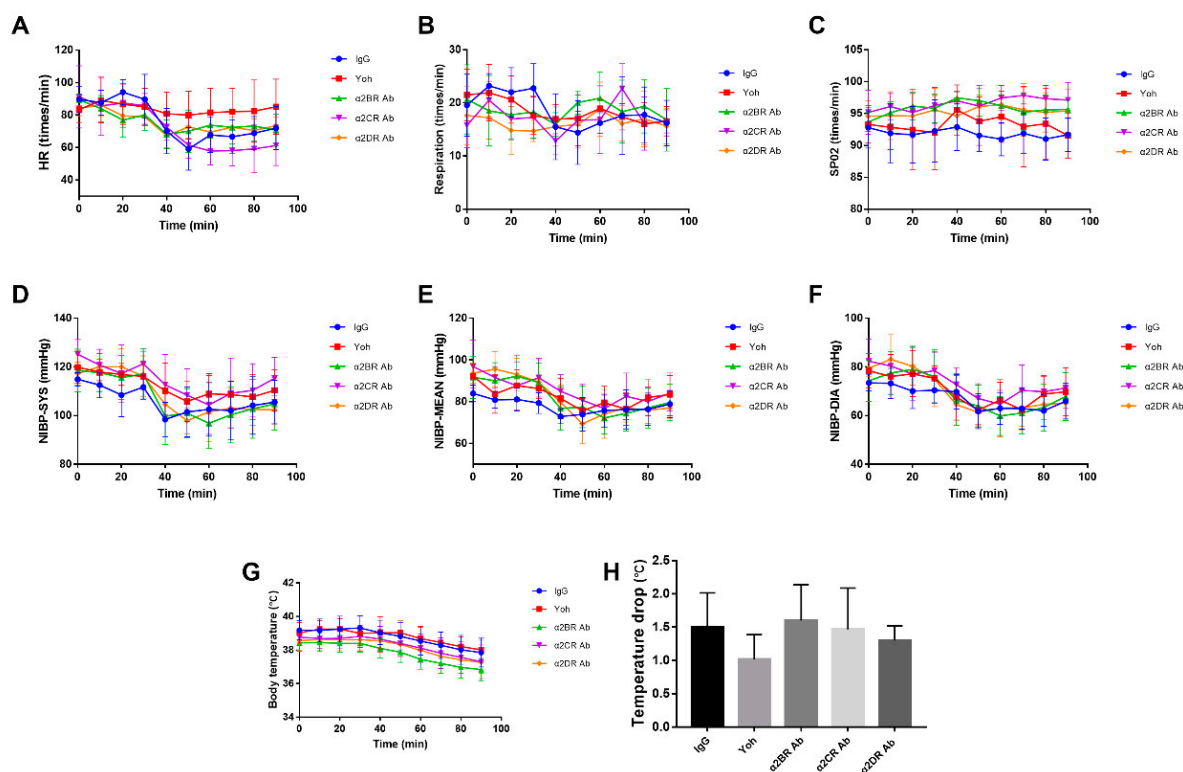 A
HR (times/min)
120
100
80
60
40
0 20 40 60 80 100
Time (min)
IgG
Yoh
α2BR Ab
α2CR Ab
α2DR Ab
B
Respiration (times/min)
30
20
10
0
0 20 40 60 80 100
Time (min)
IgG
Yoh
α2BR Ab
α2CR Ab
α2DR Ab
C
SP02 (times/min)
105
100
95
90
85
80
0 20 40 60 80 100
Time (min)
IgG
Yoh
α2BR Ab
α2CR Ab
α2DR Ab
D
NIBP-SYS (mmHg)
140
120
100
80
0 20 40 60 80 100
Time (min)
IgG
Yoh
α2BR Ab
α2CR Ab
α2DR Ab
E
NIBP-MEAN (mmHg)
120
100
80
60
0 20 40 60 80 100
Time (min)
IgG
Yoh
α2BR Ab
α2CR Ab
α2DR Ab
F
NIBP-DIA (mmHg)
100
80
60
40
0 20 40 60 80 100
Time (min)
IgG
Yoh
α2BR Ab
α2CR Ab
α2DR Ab
G
Body temperature (°C)
42
40
38
36
34
0 20 40 60 80 100
Time (min)
IgG
Yoh
α2BR Ab
α2CR Ab
α2DR Ab
H
Temperature drop (°C)
2.5
2.0
1.5
1.0
0.5
0.0
IgG
Yoh
α2BR Ab
α2CR Ab
α2DR Ab